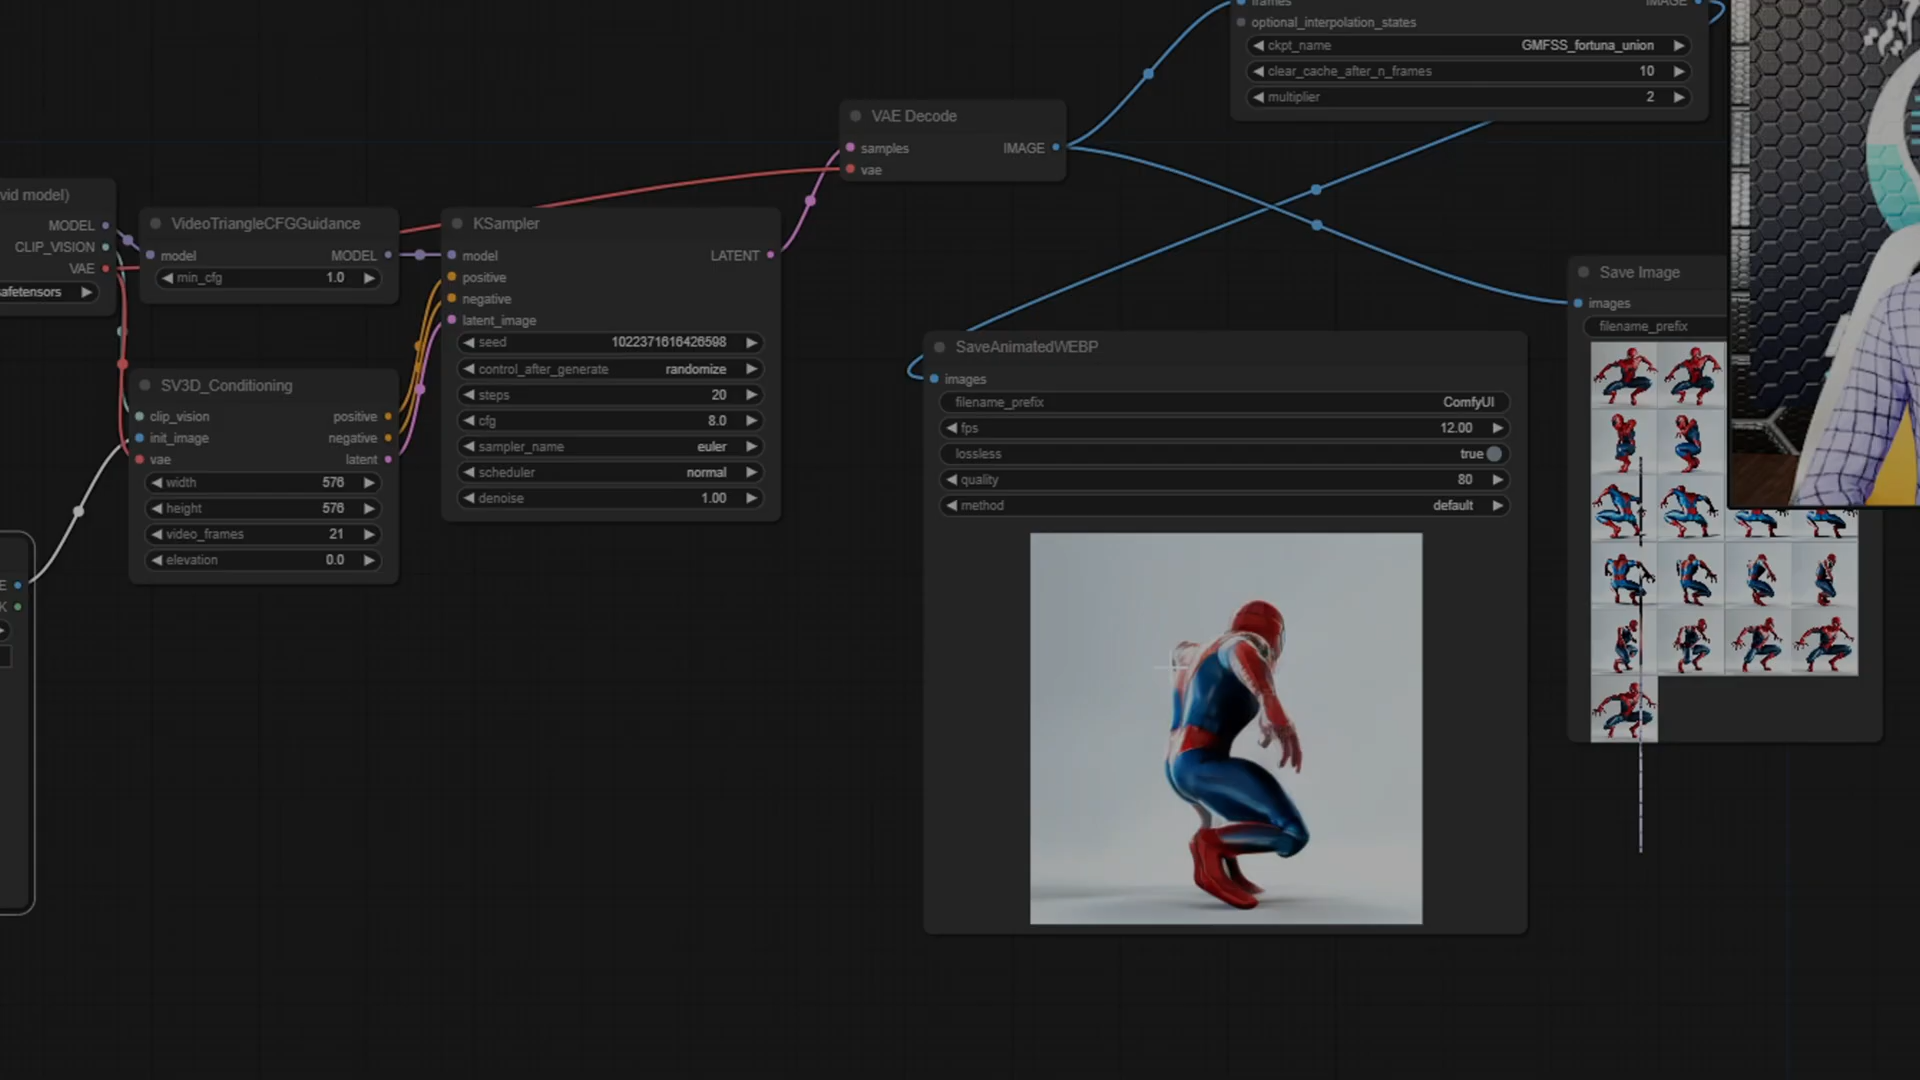 frames
IMAGE
optional_interpolation_states
ckpt_name GMFSS_fortuna_union
clear_cache_after_n_frames 10
multiplier 2
VAE Decode
samples IMAGE
vae
vid model)
MODEL
CLIP_VISION
VAE
safetensors
VideoTriangleCFGGuidance
model MODEL
min_cfg 1.0
KSampler
model LATENT
positive
negative
latent_image
seed 1022371616426598
control_after_generate randomize
steps 20
cfg 8.0
sampler_name euler
scheduler normal
denoise 1.00
SV3D_Conditioning
clip_vision positive
init_image negative
vae latent
width 576
height 576
video_frames 21
elevation 0.0
E
K
SaveAnimatedWEBP
images
filename_prefix ComfyUI
fps 12.00
lossless true
quality 80
method default
Save Image
images
filename_prefix